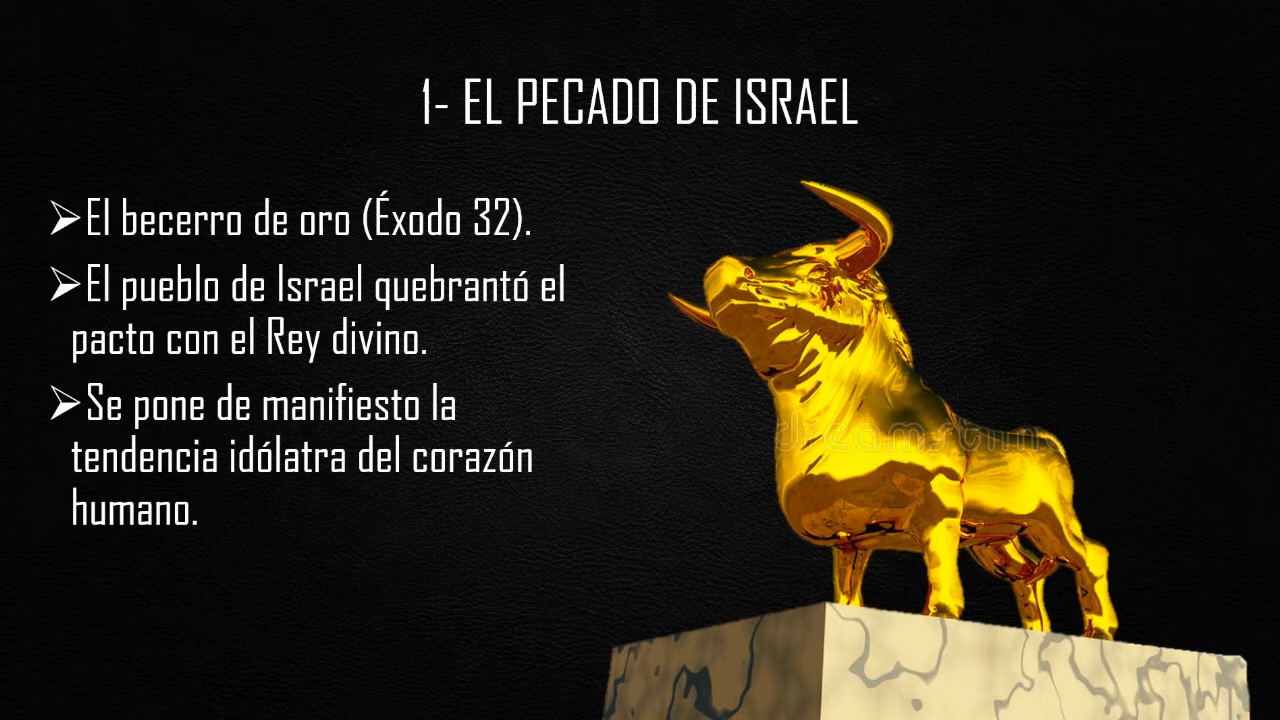 1- EL PECADO DE ISRAEL
➢El becerro de oro (Éxodo 32).
➢El pueblo de Israel quebrantó el
pacto con el Rey divino.
➢Se pone de manifiesto la
tendencia idólatra del corazón
humano.
dreamstime